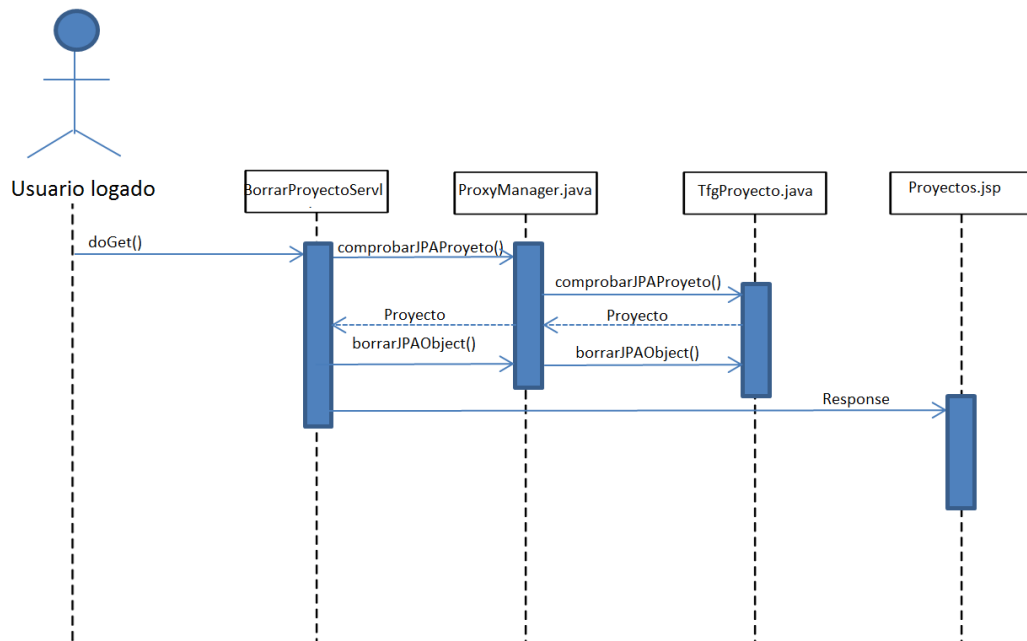 Usuario logado
BorrarProyectoServl
ProxyManager.java
TfgProyecto.java
Proyectos.jsp
doGet()
comprobarJPAProyeto()
comprobarJPAProyeto()
Proyecto
Proyecto
borrarJPAObject()
borrarJPAObject()
Response